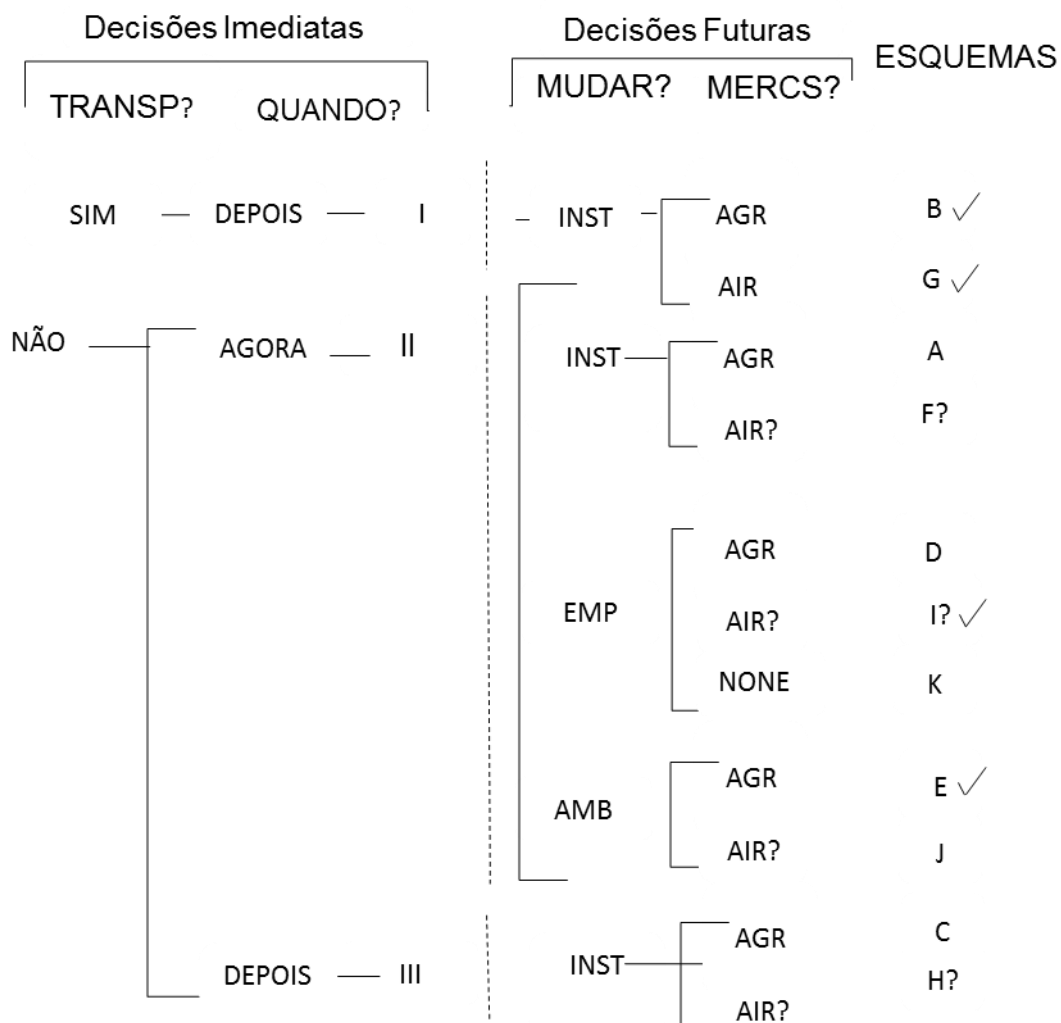 Decisões Imediatas
Decisões Futuras
ESQUEMAS
TRANSP? QUANDO?
MUDAR? MERCS?
SIM DEPOIS I INST AGR B
AIR G
NÃO AGORA II INST AGR A
AIR? F?
AGR D
EMP AIR? I?
NONE K
AGR E
AMB
AIR? J
DEPOIS III INST AGR C
H?
AIR?